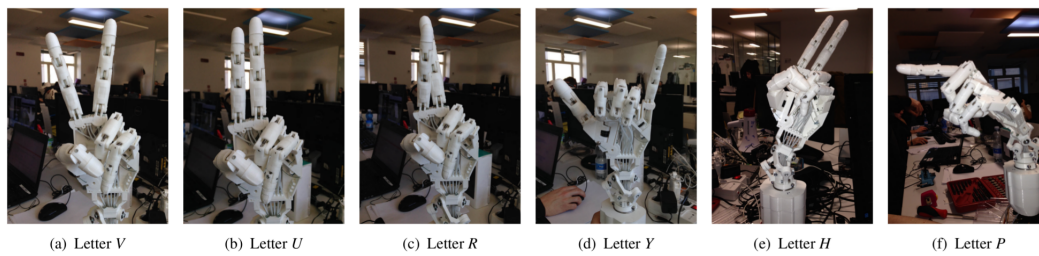 (a) Letter V
(b) Letter U
(c) Letter R
(d) Letter Y
(e) Letter H
(f) Letter P